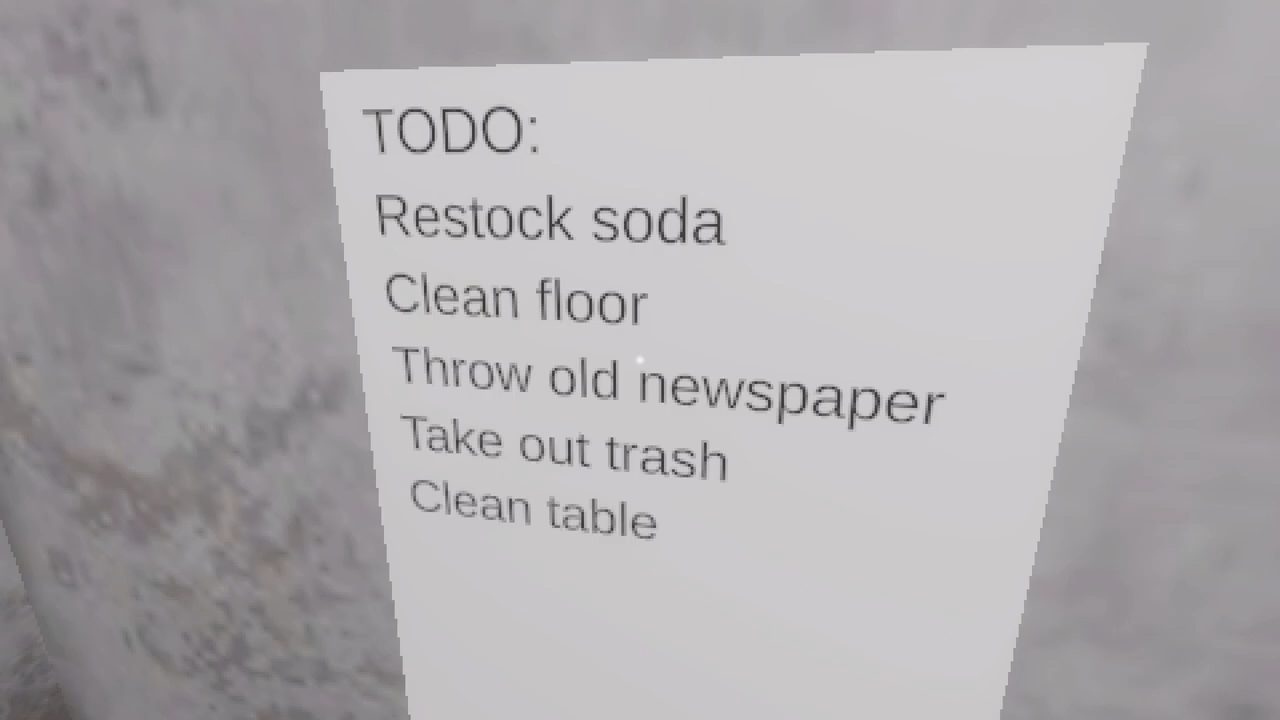 TODO:
Restock soda
Clean floor
Throw old newspaper
Take out trash
Clean table